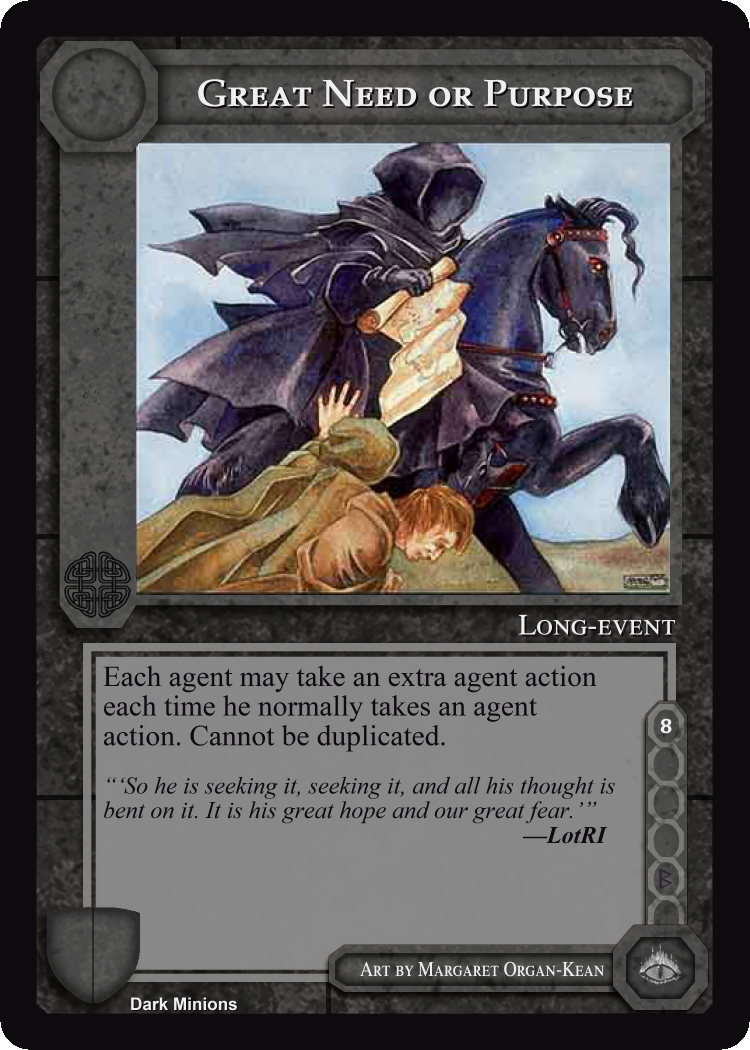 Great Need or Purpose
Long-event
Each agent may take an extra agent action
each time he normally takes an agent
action. Cannot be duplicated.
8
“‘So he is seeking it, seeking it, and all his thought is
bent on it. It is his great hope and our great fear.’”
—LotRI
B
Art by Margaret Organ-Kean
Dark Minions